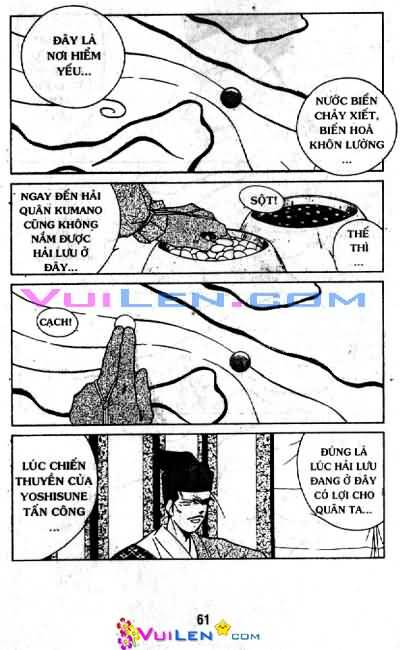 ĐÂY LÀ
NƠI HIỂM
YẾU...
NƯỚC BIỂN
CHẢY XIẾT,
BIẾN HOÁ
KHÔN LƯỜNG
...
NGAY ĐẾN HẢI
QUÂN KUMANO
CŨNG KHÔNG
NẮM ĐƯỢC
HẢI LƯU Ở
ĐÂY...
SỘT!
THẾ
THÌ
...
VUILEN.COM
CẠCH!
LÚC CHIẾN
THUYỀN CỦA
YOSHISUNE
TẤN CÔNG
...
ĐÚNG LÀ
LÚC HẢI LƯU
ĐANG Ở ĐÂY
CÓ LỢI CHO
QUÂN TA...
61
VUILEN.COM